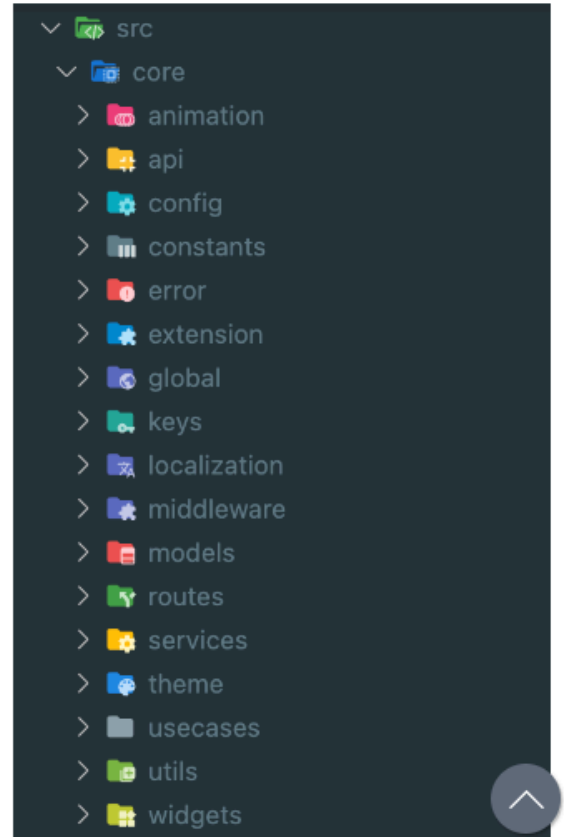 src
core
animation
api
config
constants
error
extension
global
keys
localization
middleware
models
routes
services
theme
usecases
utils
widgets